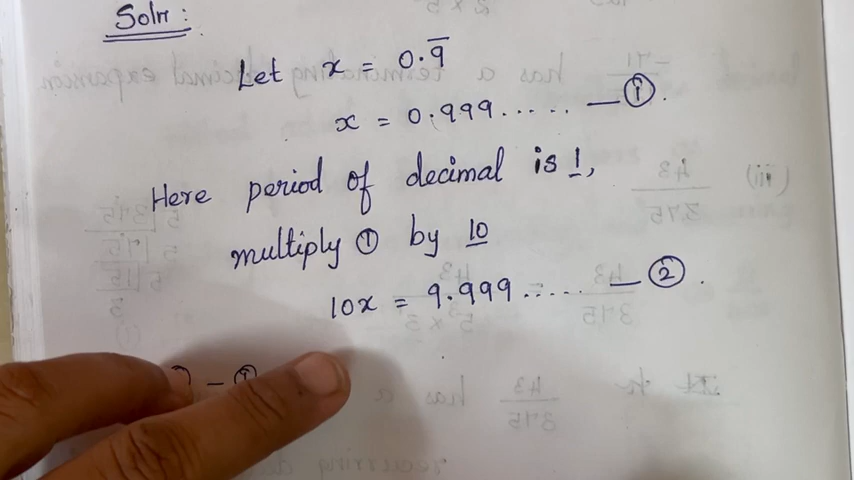 Soln :
Let x = 0.9̅
x = 0.999...... — ①.
Here period of decimal is 1,
multiply ① by 10
10x = 9.999...... — ② .
— ①